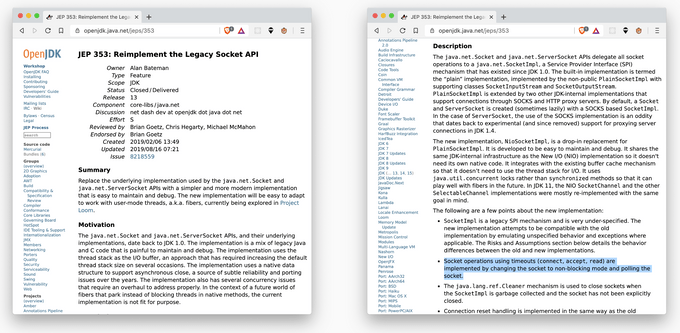 JEP 353: Reimplement the Legac
openjdk.java.net/jeps/353
OpenJDK
Workshop
OpenJDK FAQ
Installing
Contributing
Sponsoring
Developers' Guide
Vulnerabilities
Mailing lists
IRC · Wiki
Bylaws · Census
Legal
JEP Process
search
Source code
Mercurial
Bundles (6)
Groups
(overview)
2D Graphics
Adoption
AWT
Build
Compatibility &
Specification
Review
Compiler
Conformance
Core Libraries
Governing Board
HotSpot
IDE Tooling & Support
Internationalization
JMX
Members
Networking
Porters
Quality
Security
Serviceability
Sound
Swing
Vulnerability
Web
Projects
(overview)
Amber
Annotations Pipeline
JEP 353: Reimplement the Legacy Socket API
Owner Alan Bateman
Type Feature
Scope JDK
Status Closed / Delivered
Release 13
Component core-libs / java.net
Discussion net dash dev at openjdk dot java dot net
Effort S
Reviewed by Brian Goetz, Chris Hegarty, Michael McMahon
Endorsed by Brian Goetz
Created 2019/02/06 13:49
Updated 2019/08/16 07:21
Issue 8218559
Summary
Replace the underlying implementation used by the java.net.Socket and
java.net.ServerSocket APIs with a simpler and more modern implementation
that is easy to maintain and debug. The new implementation will be easy to adapt
to work with user-mode threads, a.k.a. fibers, currently being explored in Project
Loom.
Motivation
The java.net.Socket and java.net.ServerSocket APIs, and their underlying
implementations, date back to JDK 1.0. The implementation is a mix of legacy Java
and C code that is painful to maintain and debug. The implementation uses the
thread stack as the I/O buffer, an approach that has required increasing the default
thread stack size on several occasions. The implementation uses a native data
structure to support asynchronous close, a source of subtle reliability and porting
issues over the years. The implementation also has several concurrency issues
that require an overhaul to address properly. In the context of a future world of
fibers that park instead of blocking threads in native methods, the current
implementation is not fit for purpose.
JEP 353: Reimplement the Legac
openjdk.java.net/jeps/353
Annotations Pipeline
2.0
Audio Engine
Build Infrastructure
Caciocavallo
Closures
Code Tools
Coin
Common VM
Interface
Compiler Grammar
Detroit
Developers' Guide
Device I/O
Duke
Font Scaler
Framebuffer Toolkit
Graal
Graphics Rasterizer
HarfBuzz Integration
IcedTea
JDK 6
JDK 7
JDK 7 Updates
JDK 8
JDK 8 Updates
JDK 9
JDK (… 13, 14, 15)
JDK Updates
JavaDoc.Next
Jigsaw
Kona
Kulla
Lambda
Lanai
Locale Enhancement
Loom
Memory Model
Update
Metropolis
Mission Control
Modules
Multi-Language VM
Nashorn
New I/O
OpenJFX
Panama
Penrose
Port: AArch32
Port: AArch64
Port: BSD
Port: Haiku
Port: Mac OS X
Port: MIPS
Port: Mobile
Description
The java.net.Socket and java.net.ServerSocket APIs delegate all socket
operations to a java.net.SocketImpl, a Service Provider Interface (SPI)
mechanism that has existed since JDK 1.0. The built-in implementation is termed
the "plain" implementation, implemented by the non-public PlainSocketImpl with
supporting classes SocketInputStream and SocketOutputStream.
PlainSocketImpl is extended by two other JDK-internal implementations that
support connections through SOCKS and HTTP proxy servers. By default, a Socket
and ServerSocket is created (sometimes lazily) with a SOCKS based SocketImpl.
In the case of ServerSocket, the use of the SOCKS implementation is an oddity
that dates back to experimental (and since removed) support for proxying server
connections in JDK 1.4.
The new implementation, NioSocketImpl, is a drop-in replacement for
PlainSocketImpl. It is developed to be easy to maintain and debug. It shares the
same JDK-internal infrastructure as the New I/O (NIO) implementation so it doesn't
need its own native code. It integrates with the existing buffer cache mechanism
so that it doesn't need to use the thread stack for I/O. It uses
java.util.concurrent locks rather than synchronized methods so that it can
play well with fibers in the future. In JDK 11, the NIO SocketChannel and the other
SelectableChannel implementations were mostly re-implemented with the same
goal in mind.
The following are a few points about the new implementation:
• SocketImpl is a legacy SPI mechanism and is very under-specified. The
new implementation attempts to be compatible with the old
implementation by emulating unspecified behavior and exceptions where
applicable. The Risks and Assumptions section below details the behavior
differences between the old and new implementations.
• Socket operations using timeouts (connect, accept, read) are
implemented by changing the socket to non-blocking mode and polling the
socket.
• The java.lang.ref.Cleaner mechanism is used to close sockets when
the SocketImpl is garbage collected and the socket has not been explicitly
closed.
• Connection reset handling is implemented in the same way as the old